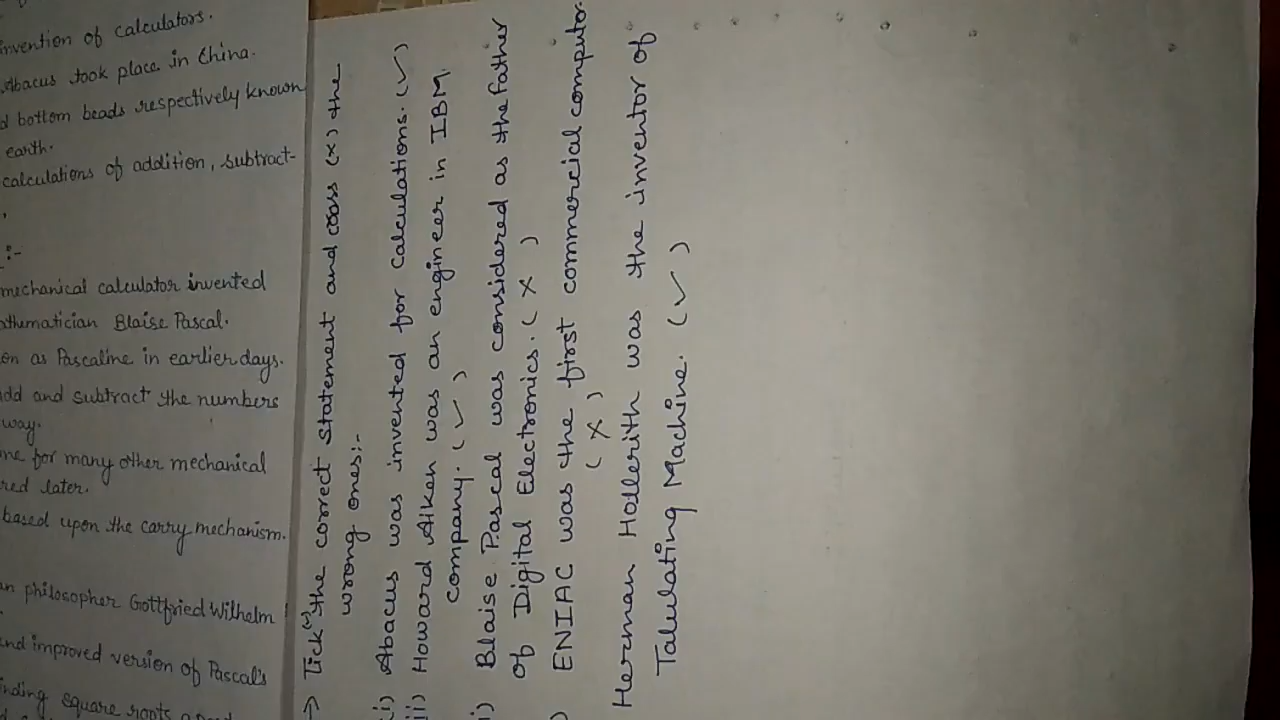 invention of calculators.
Abacus took place in China.
bottom beads respectively known
earth.
calculations of addition, subtract-
:-
mechanical calculator invented
Blaise Pascal.
as Pascaline in earlier days.
add and subtract the numbers
way.
for many other mechanical
later.
based upon the carry mechanism.
philosopher Gottfried Wilhelm
and improved version of Pascal's
square roots
→ Tick (✓) the correct statement and coass (x) the
wrong ones:-
i) Abacus was invented for calculations. (✓)
ii) Howard Aiken was an engineer in IBM
company. (✓)
i) Blaise Pascal was considered as the father
of Digital Electronics. (X)
) ENIAC was the first commercial computor.
(X)
Herman Hollerith was the inventor of
Talulating Machine. (✓)